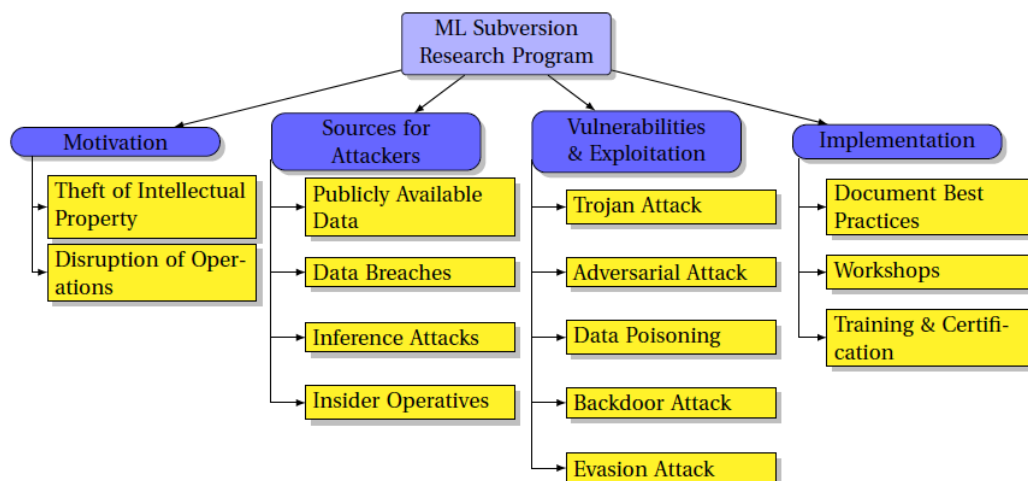 ML Subversion
Research Program
Motivation
Theft of Intellectual
Property
Disruption of Oper-
ations
Sources for
Attackers
Publicly Available
Data
Data Breaches
Inference Attacks
Insider Operatives
Vulnerabilities
& Exploitation
Trojan Attack
Adversarial Attack
Data Poisoning
Backdoor Attack
Evasion Attack
Implementation
Document Best
Practices
Workshops
Training & Certifi-
cation